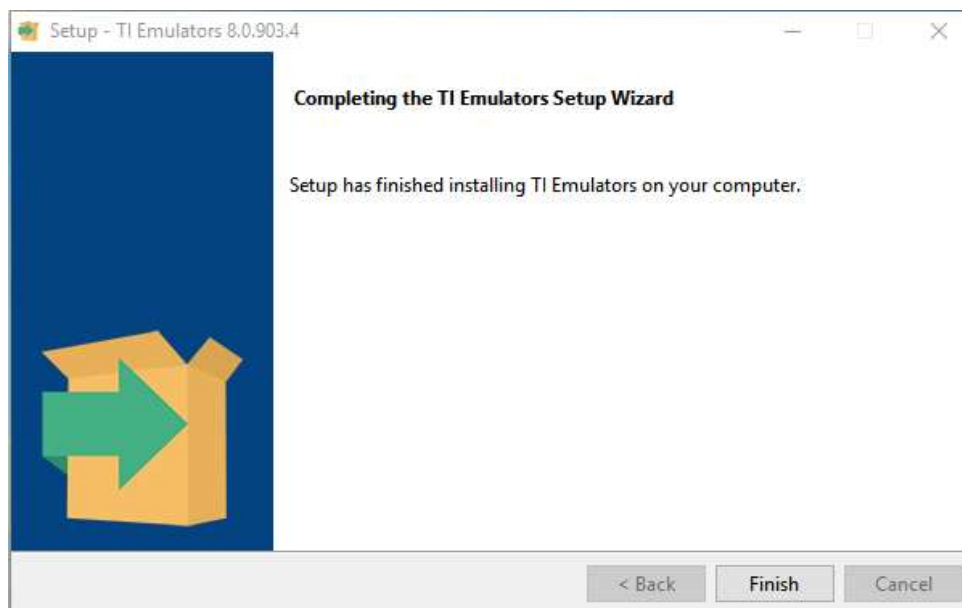 Setup - TI Emulators 8.0.903.4
Completing the TI Emulators Setup Wizard
Setup has finished installing TI Emulators on your computer.
< Back
Finish
Cancel